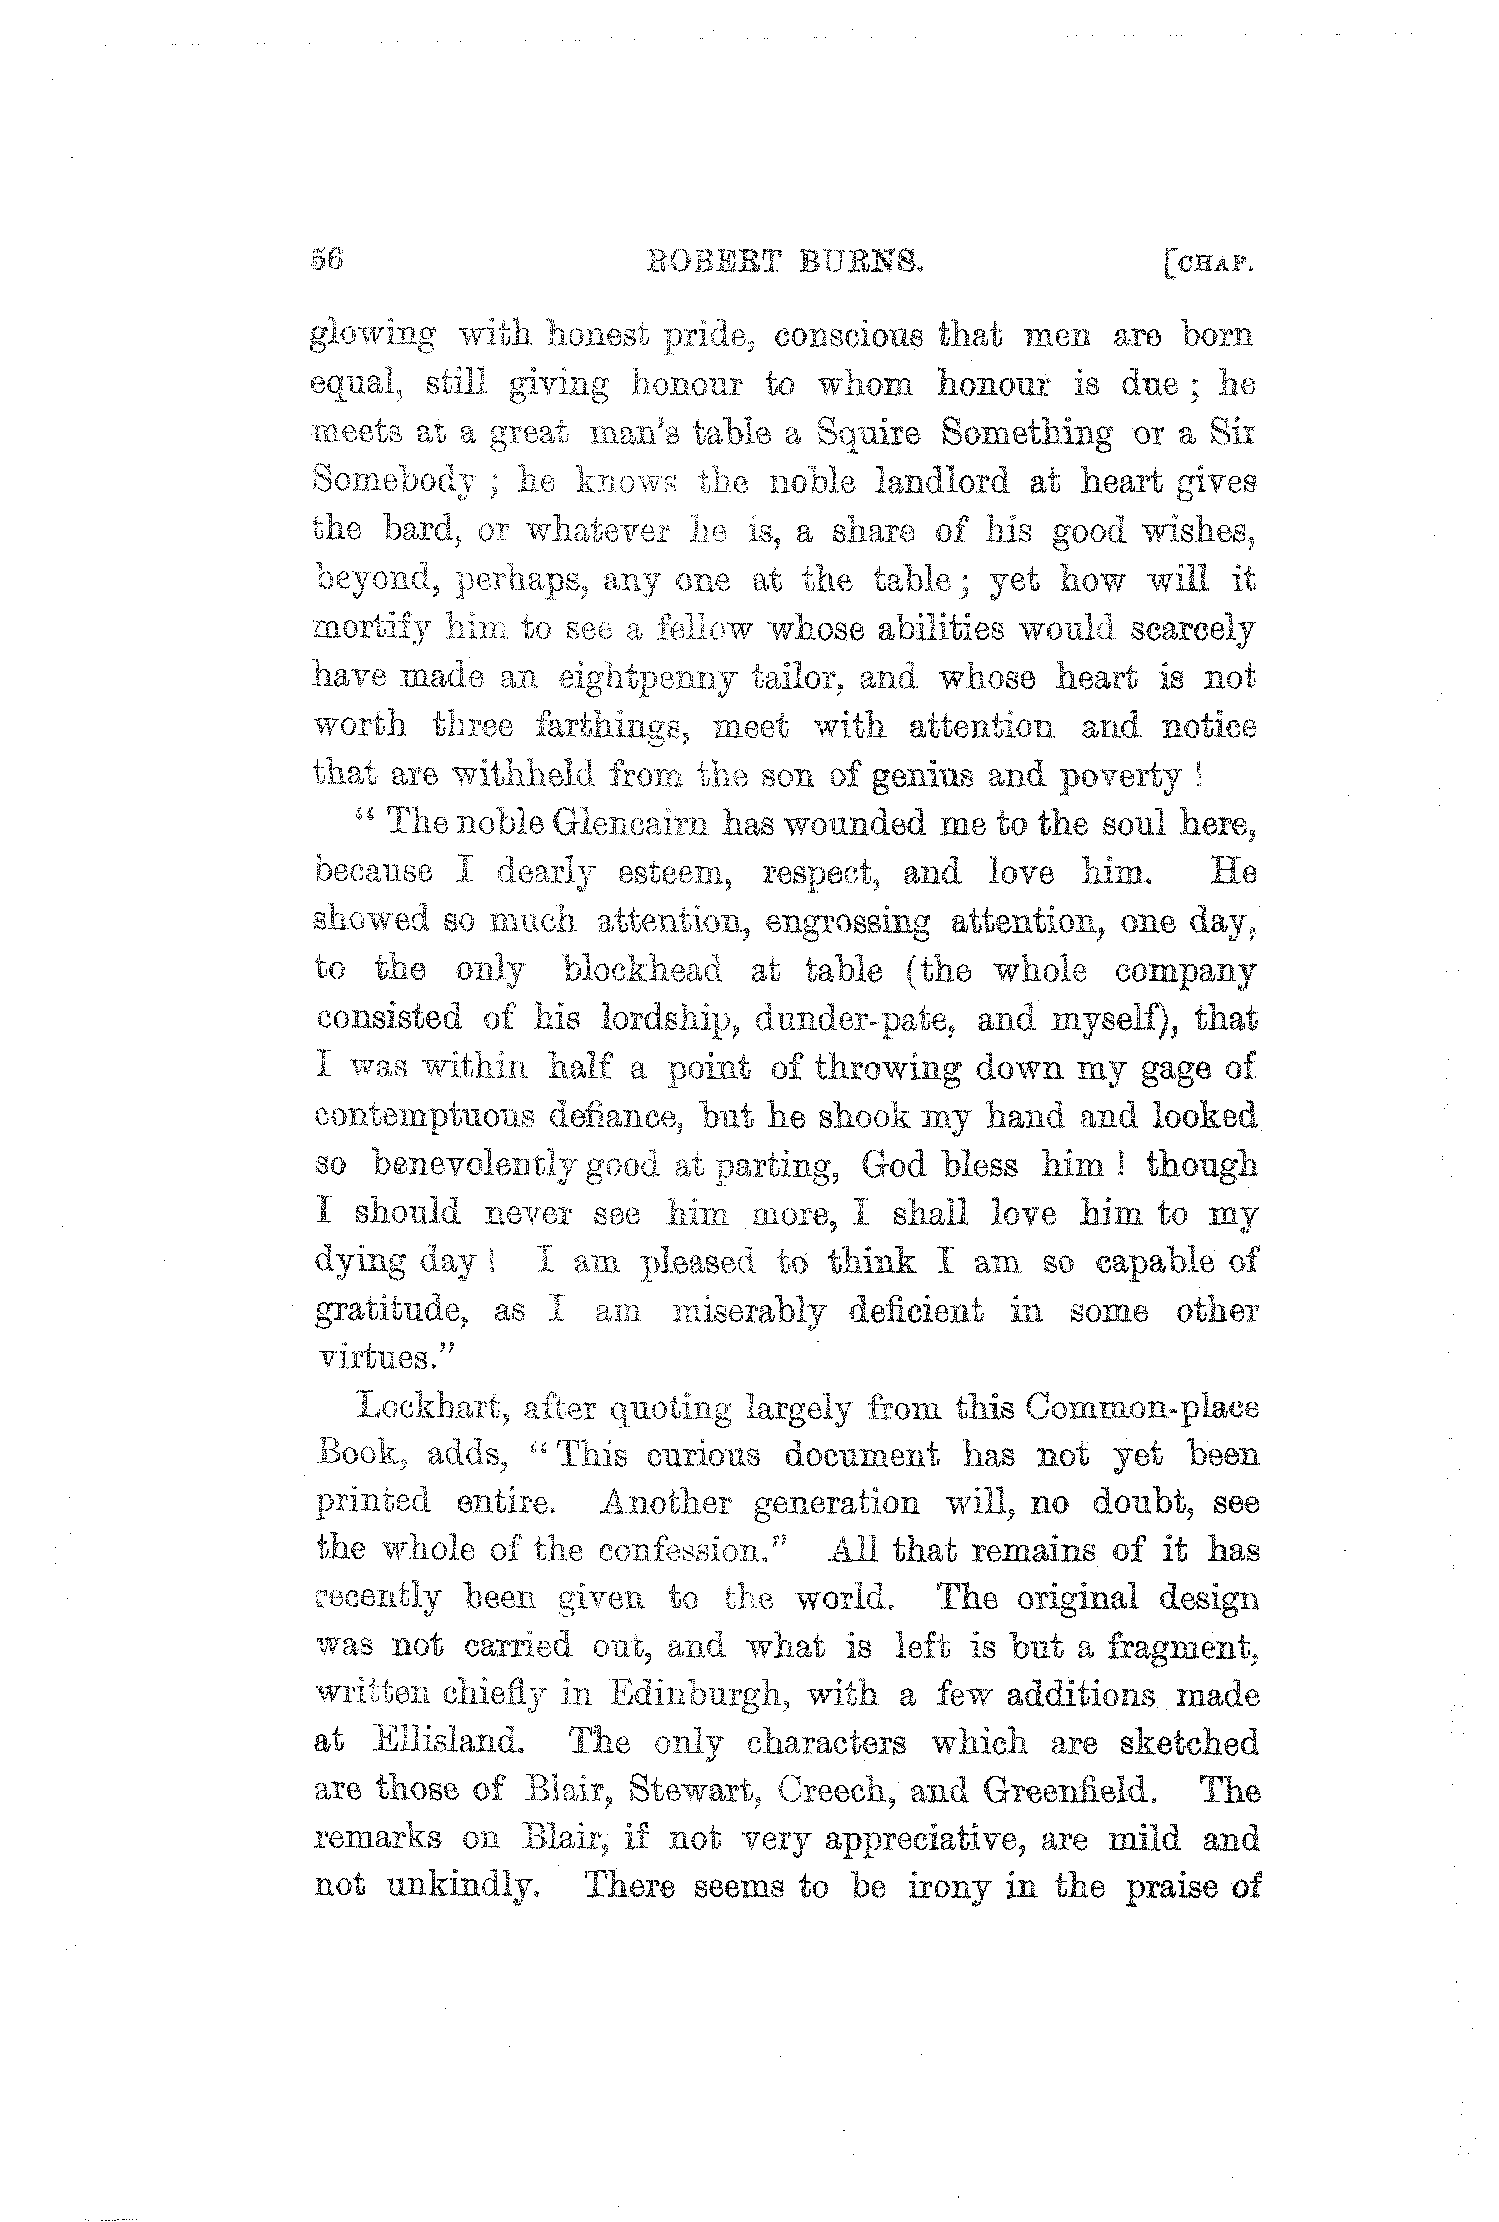 56 ROBERT BURNS. [CHAP.
glowing with honest pride, conscious that men are born
equal, still giving honour to whom honour is due ; he
meets at a great man's table a Squire Something or a Sir
Somebody ; he knows the noble landlord at heart gives
the bard, or whatever he is, a share of his good wishes,
beyond, perhaps, any one at the table ; yet how will it
mortify him to see a fellow whose abilities would scarcely
have made an eightpenny tailor, and whose heart is not
worth three farthings, meet with attention and notice
that are withheld from the son of genius and poverty !
“ The noble Glencairn has wounded me to the soul here,
because I dearly esteem, respect, and love him. He
showed so much attention, engrossing attention, one day,
to the only blockhead at table (the whole company
consisted of his lordship, dunder-pate, and myself), that
I was within half a point of throwing down my gage of
contemptuous defiance, but he shook my hand and looked
so benevolently good at parting, God bless him ! though
I should never see him more, I shall love him to my
dying day ! I am pleased to think I am so capable of
gratitude, as I am miserably deficient in some other
virtues.”
Lockhart, after quoting largely from this Common-place
Book, adds, “ This curious document has not yet been
printed entire. Another generation will, no doubt, see
the whole of the confession.” All that remains of it has
recently been given to the world. The original design
was not carried out, and what is left is but a fragment,
written chiefly in Edinburgh, with a few additions made
at Ellisland. The only characters which are sketched
are those of Blair, Stewart, Creech, and Greenfield. The
remarks on Blair, if not very appreciative, are mild and
not unkindly. There seems to be irony in the praise of